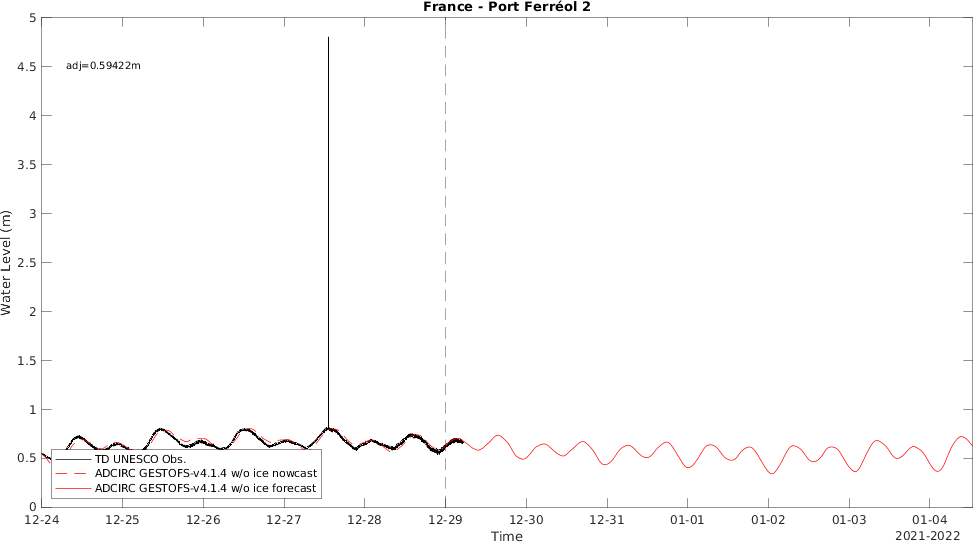 France - Port Ferréol 2
5
4.5
4
3.5
3
2.5
2
1.5
1
0.5
0
Water Level (m)
adj=0.59422m
TD UNESCO Obs.
ADCIRC GESTOFS-v4.1.4 w/o ice nowcast
ADCIRC GESTOFS-v4.1.4 w/o ice forecast
12-24 12-25 12-26 12-27 12-28 12-29 12-30 12-31 01-01 01-02 01-03 01-04
Time
2021-2022